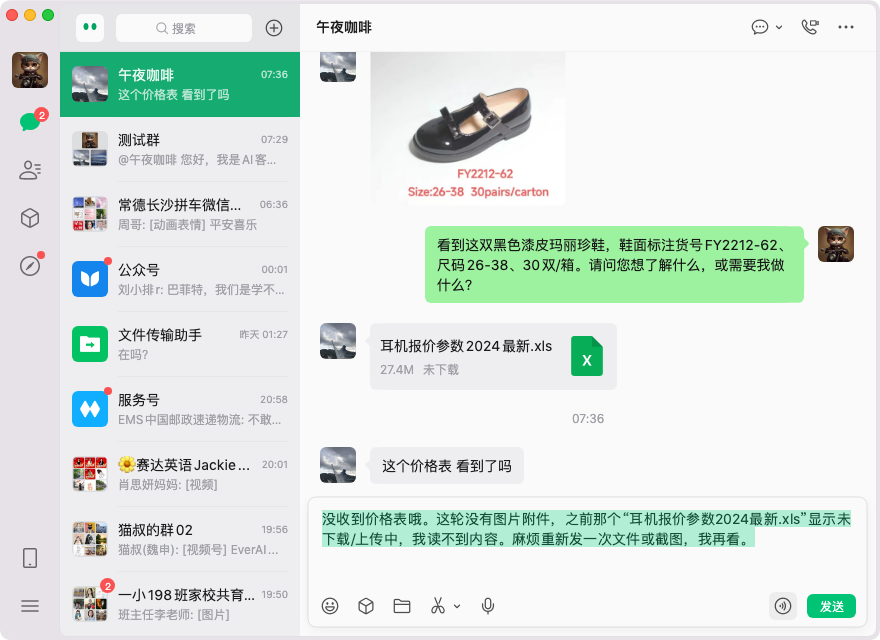 搜索
午夜咖啡
午夜咖啡
07:36
这个价格表 看到了吗
2
测试群
07:29
@午夜咖啡 您好，我是AI客...
常德长沙拼车微信...
06:36
周哥: [动画表情] 平安喜乐
公众号
00:01
刘小排r: 巴菲特，我们是学不...
文件传输助手
昨天 01:27
在吗?
服务号
20:58
EMS中国邮政速递物流: 不敢...
赛达英语Jackie...
20:01
肖思妍妈妈: [视频]
猫叔的群02
19:56
猫叔(魏申): [视频号] EverAI...
2
一小198班家校共育...
19:50
班主任李老师: [图片]
FY2212-62
Size:26-38 30pairs/carton
看到这双黑色漆皮玛丽珍鞋，鞋面标注货号FY2212-62、
尺码26-38、30双/箱。请问您想了解什么，或需要我做
什么?
耳机报价参数2024最新.xls
27.4M 未下载
X
07:36
这个价格表 看到了吗
没收到价格表哦。这轮没有图片附件，之前那个“耳机报价参数2024最新.xls”显示未
下载/上传中，我读不到内容。麻烦重新发一次文件或截图，我再看。
发送